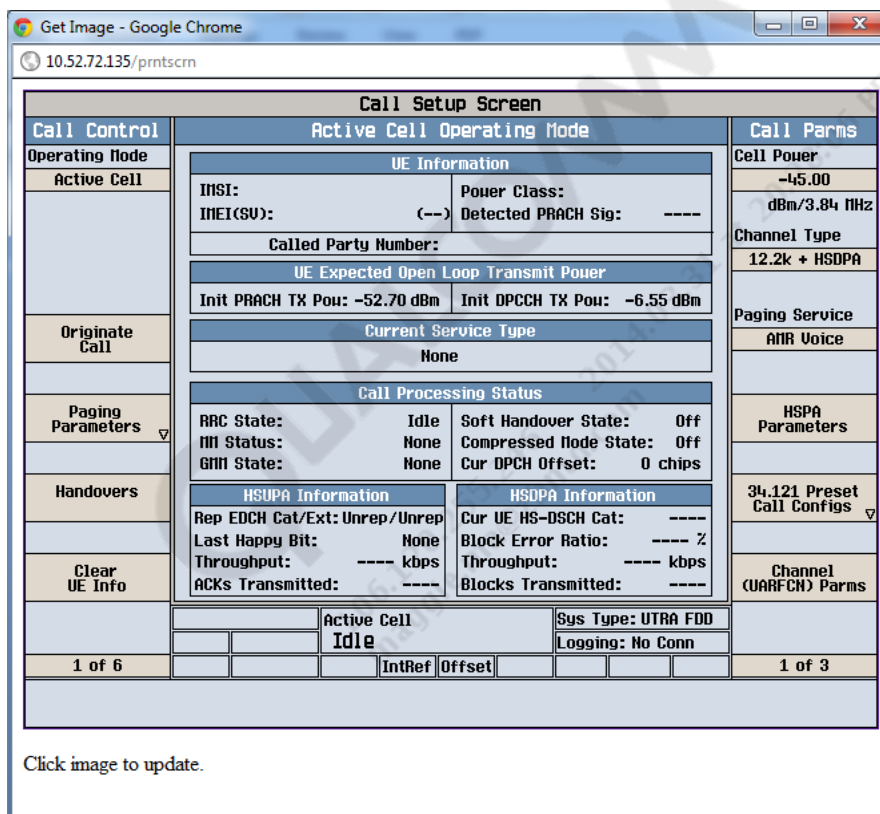 Get Image - Google Chrome
10.52.72.135/prntscrn
Call Setup Screen
Call Control
Active Cell Operating Mode
Call Parms
Operating Mode
Active Cell
Originate
Call
Paging
Parameters
Handovers
Clear
UE Info
1 of 6
UE Information
IMSI:
Power Class:
IMEI(SV): (--)
Detected PRACH Sig: ----
Called Party Number:
UE Expected Open Loop Transmit Power
Init PRACH TX Pow: -52.70 dBm
Init DPCCH TX Pow: -6.55 dBm
Current Service Type
None
Call Processing Status
RRC State: Idle
MM Status: None
GMM State: None
Soft Handover State: Off
Compressed Mode State: Off
Cur DPCH Offset: 0 chips
HSUPA Information
Rep EDCH Cat/Ext: Unrep/Unrep
Last Happy Bit: None
Throughput: ---- kbps
ACKs Transmitted: ----
HSDPA Information
Cur UE HS-DSCH Cat: ----
Block Error Ratio: ---- %
Throughput: ---- kbps
Blocks Transmitted: ----
Active Cell
Idle
Sys Type: UTRA FDD
Logging: No Conn
IntRef
Offset
Cell Power
-45.00
dBm/3.84 MHz
Channel Type
12.2k + HSDPA
Paging Service
AMR Voice
HSPA
Parameters
34.121 Preset
Call Configs
Channel
(UARFCN) Parms
1 of 3
Click image to update.
QUALCOMM